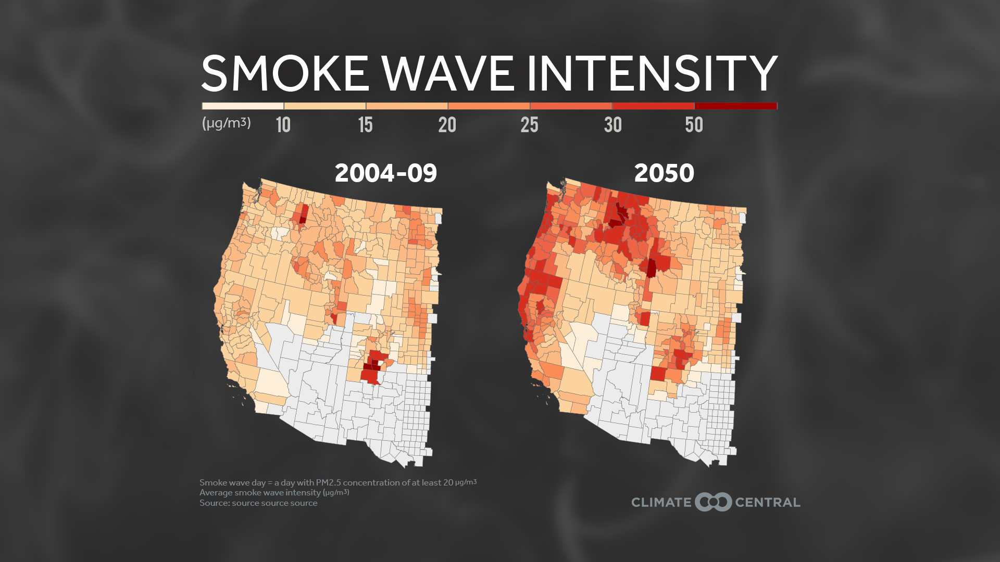 SMOKE WAVE INTENSITY
(µg/m3) 10 15 20 25 30 50
2004-09 2050
Smoke wave day = a day with PM2.5 concentration of at least 20 µg/m3
Average smoke wave intensity (µg/m3)
Source: source source source
CLIMATE CENTRAL